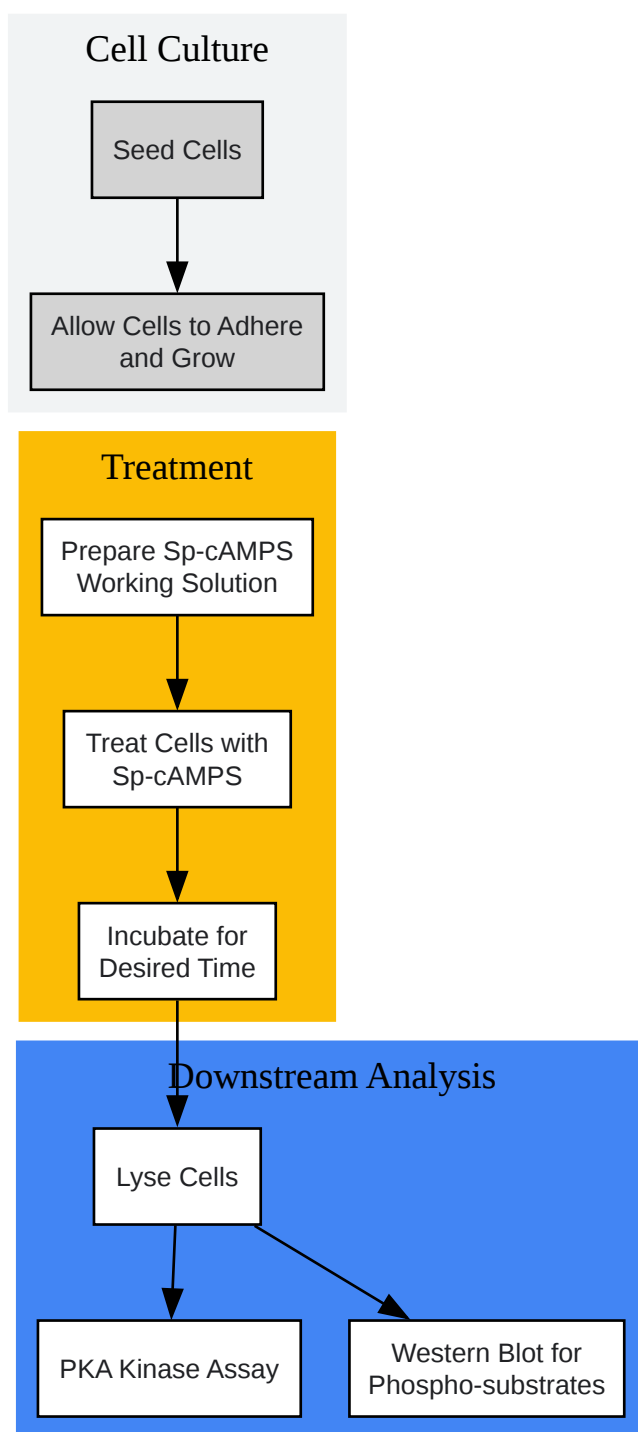 Cell Culture
Seed Cells
Allow Cells to Adhere
and Grow
Treatment
Prepare Sp-cAMPS
Working Solution
Treat Cells with
Sp-cAMPS
Incubate for
Desired Time
Downstream Analysis
Lyse Cells
PKA Kinase Assay
Western Blot for
Phospho-substrates